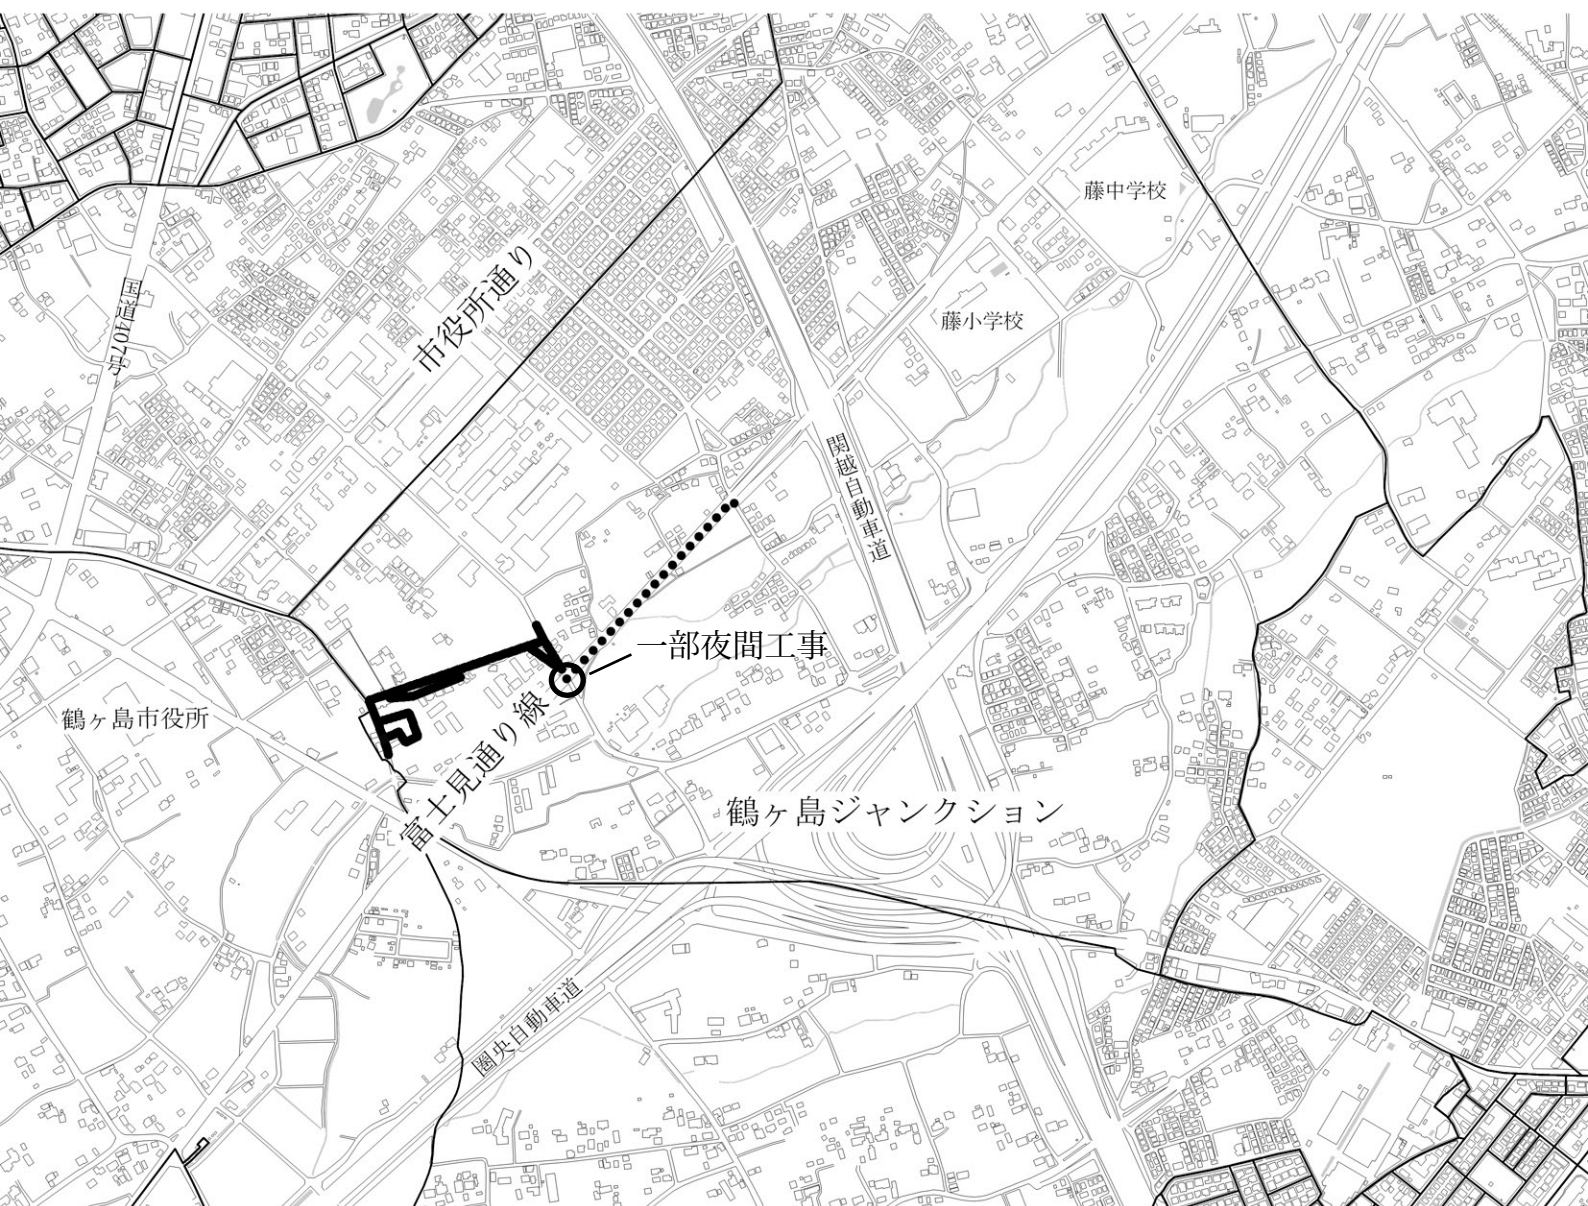 藤中学校
市役所通り
国道407号
藤小学校
関越自動車道
一部夜間工事
鶴ヶ島市役所
富士見通り線
鶴ヶ島ジャンクション
圏央自動車道